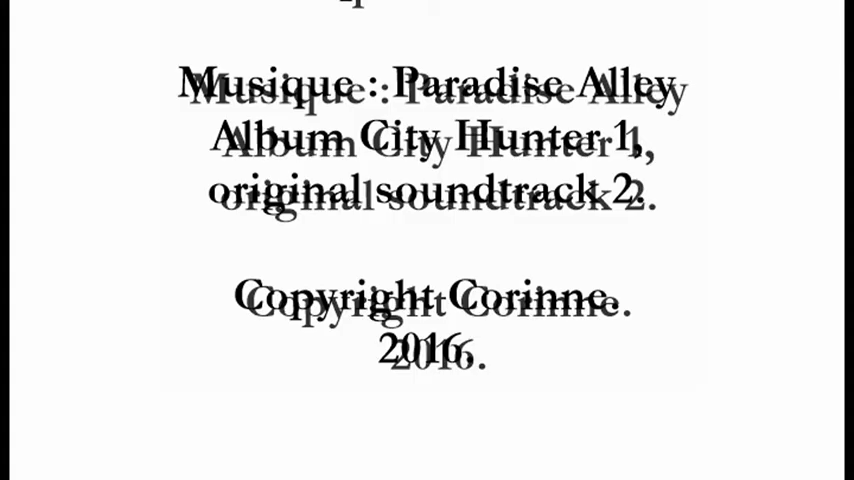 Musique : Paradise Alley
Album City Hunter 1,
original soundtrack 2.
Copyright Corinne.
2016.